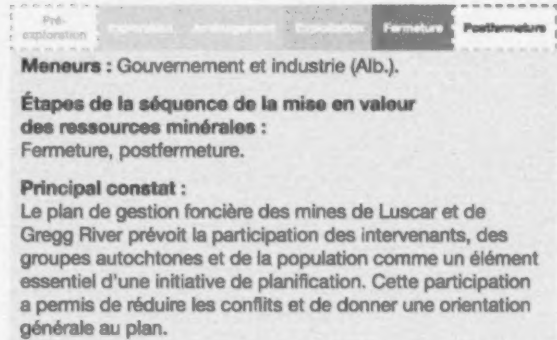 Pré-
exploration Exploration Aménagement Exploitation Fermeture Postfermeture
Meneurs : Gouvernement et industrie (Alb.).
Étapes de la séquence de la mise en valeur
des ressources minérales :
Fermeture, postfermeture.
Principal constat :
Le plan de gestion foncière des mines de Luscar et de
Gregg River prévoit la participation des intervenants, des
groupes autochtones et de la population comme un élément
essentiel d'une initiative de planification. Cette participation
a permis de réduire les conflits et de donner une orientation
générale au plan.